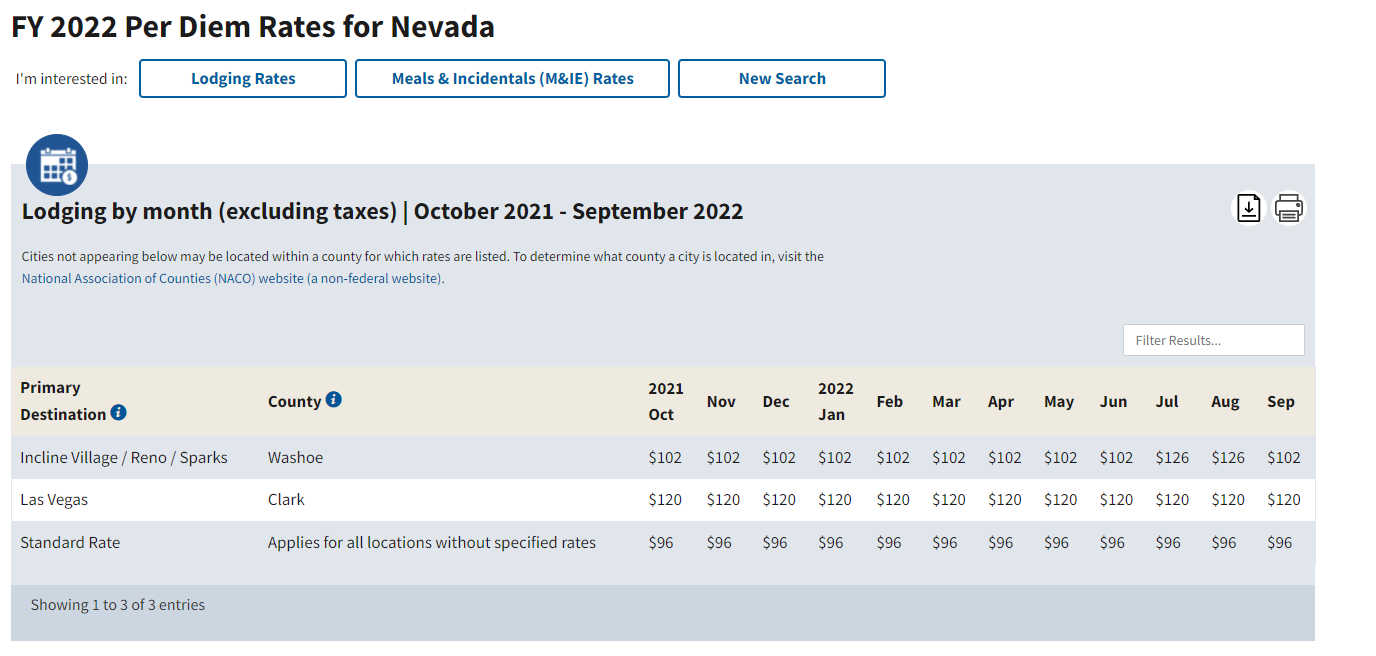 FY 2022 Per Diem Rates for Nevada
I'm interested in: Lodging Rates Meals & Incidentals (M&IE) Rates New Search
Lodging by month (excluding taxes) | October 2021 - September 2022
Cities not appearing below may be located within a county for which rates are listed. To determine what county a city is located in, visit the
National Association of Counties (NACO) website (a non-federal website).
Filter Results...
Primary Destination County 2021 Oct Nov Dec 2022 Jan Feb Mar Apr May Jun Jul Aug Sep
Incline Village / Reno / Sparks Washoe $102 $102 $102 $102 $102 $102 $102 $102 $102 $126 $126 $102
Las Vegas Clark $120 $120 $120 $120 $120 $120 $120 $120 $120 $120 $120 $120
Standard Rate Applies for all locations without specified rates $96 $96 $96 $96 $96 $96 $96 $96 $96 $96 $96 $96
Showing 1 to 3 of 3 entries